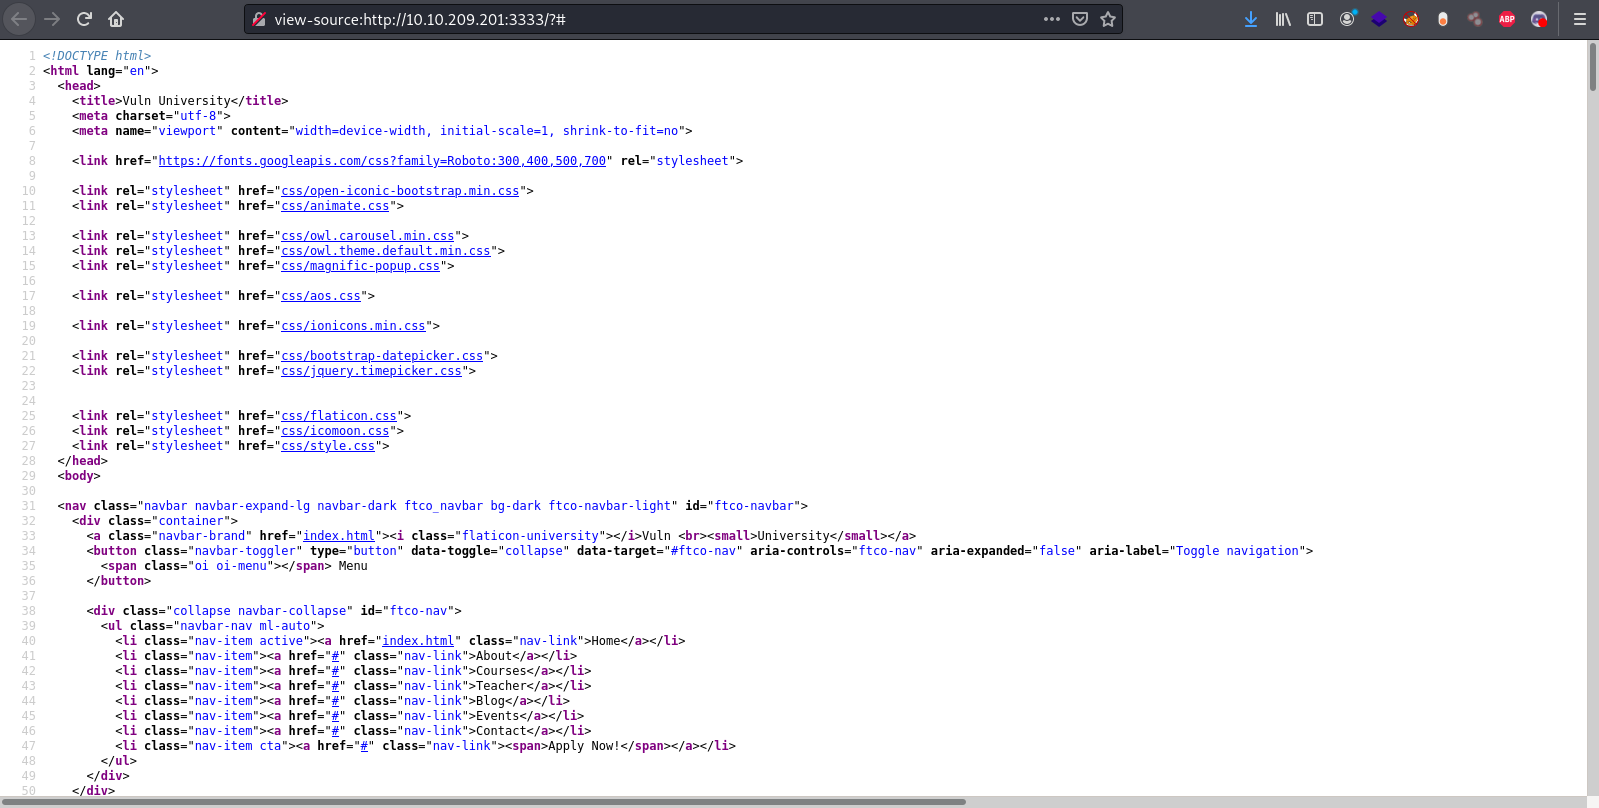 view-source:http://10.10.209.201:3333/?#
ABP
1 <!DOCTYPE html>
2 <html lang="en">
3 <head>
4 <title>Vuln University</title>
5 <meta charset="utf-8">
6 <meta name="viewport" content="width=device-width, initial-scale=1, shrink-to-fit=no">
7
8 <link href="https://fonts.googleapis.com/css?family=Roboto:300,400,500,700" rel="stylesheet">
9
10 <link rel="stylesheet" href="css/open-iconic-bootstrap.min.css">
11 <link rel="stylesheet" href="css/animate.css">
12
13 <link rel="stylesheet" href="css/owl.carousel.min.css">
14 <link rel="stylesheet" href="css/owl.theme.default.min.css">
15 <link rel="stylesheet" href="css/magnific-popup.css">
16
17 <link rel="stylesheet" href="css/aos.css">
18
19 <link rel="stylesheet" href="css/ionicons.min.css">
20
21 <link rel="stylesheet" href="css/bootstrap-datepicker.css">
22 <link rel="stylesheet" href="css/jquery.timepicker.css">
23
24
25 <link rel="stylesheet" href="css/flaticon.css">
26 <link rel="stylesheet" href="css/icomoon.css">
27 <link rel="stylesheet" href="css/style.css">
28 </head>
29 <body>
30
31 <nav class="navbar navbar-expand-lg navbar-dark ftco_navbar bg-dark ftco-navbar-light" id="ftco-navbar">
32 <div class="container">
33 <a class="navbar-brand" href="index.html"><i class="flaticon-university"></i>Vuln <br><small>University</small></a>
34 <button class="navbar-toggler" type="button" data-toggle="collapse" data-target="#ftco-nav" aria-controls="ftco-nav" aria-expanded="false" aria-label="Toggle navigation">
35 <span class="oi oi-menu"></span> Menu
36 </button>
37
38 <div class="collapse navbar-collapse" id="ftco-nav">
39 <ul class="navbar-nav ml-auto">
40 <li class="nav-item active"><a href="index.html" class="nav-link">Home</a></li>
41 <li class="nav-item"><a href="#" class="nav-link">About</a></li>
42 <li class="nav-item"><a href="#" class="nav-link">Courses</a></li>
43 <li class="nav-item"><a href="#" class="nav-link">Teacher</a></li>
44 <li class="nav-item"><a href="#" class="nav-link">Blog</a></li>
45 <li class="nav-item"><a href="#" class="nav-link">Events</a></li>
46 <li class="nav-item"><a href="#" class="nav-link">Contact</a></li>
47 <li class="nav-item cta"><a href="#" class="nav-link"><span>Apply Now!</span></a></li>
48 </ul>
49 </div>
50 </div>